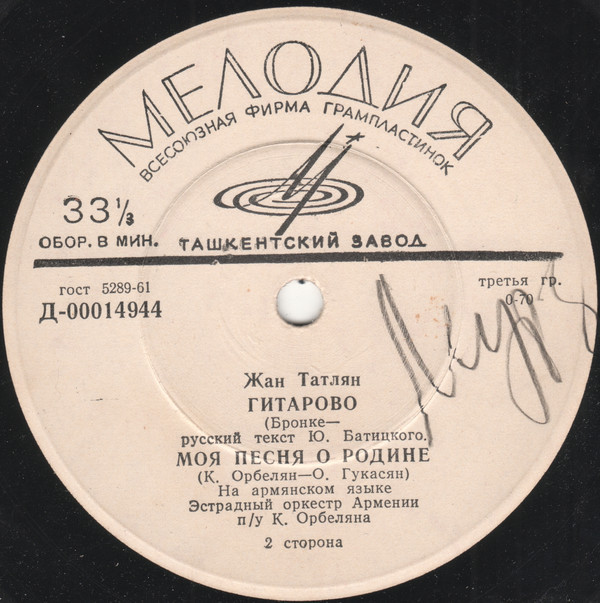 МЕЛОДИЯ
ВСЕСОЮЗНАЯ ФИРМА ГРАМПЛАСТИНОК
33⅓
ОБОР. В МИН. ТАШКЕНТСКИЙ ЗАВОД
гост 5289-61
Д-00014944
третья гр.
0-70
Жан Татлян
ГИТАРОВО
(Бронке—
русский текст Ю. Батицкого.
МОЯ ПЕСНЯ О РОДИНЕ
(К. Орбелян—О. Гукасян)
На армянском языке
Эстрадный оркестр Армении
п/у К. Орбеляна
2 сторона